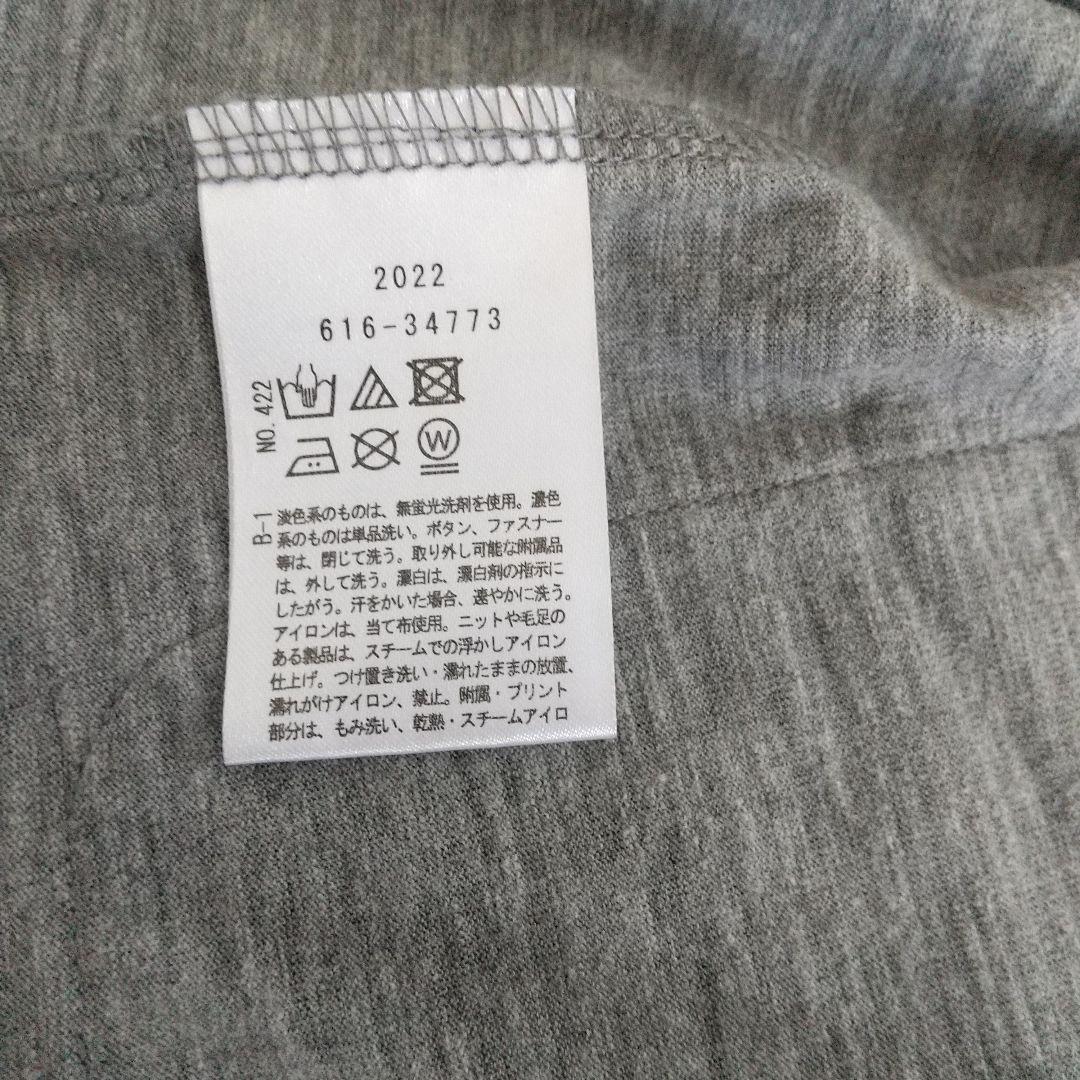 2022
616-34773
NO. 422
W
B-1
淡色系のものは、無蛍光洗剤を使用。濃色
系のものは単品洗い。ボタン、ファスナー
等は、閉じて洗う。取り外し可能な附属品
は、外して洗う。漂白は、漂白剤の指示に
したがう。汗をかいた場合、速やかに洗う。
アイロンは、当て布使用。ニットや毛足の
ある製品は、スチームでの浮かしアイロン
仕上げ。つけ置き洗い・濡れたままの放置、
濡れがけアイロン、禁止。附属・プリント
部分は、もみ洗い、乾熱・スチームアイロ